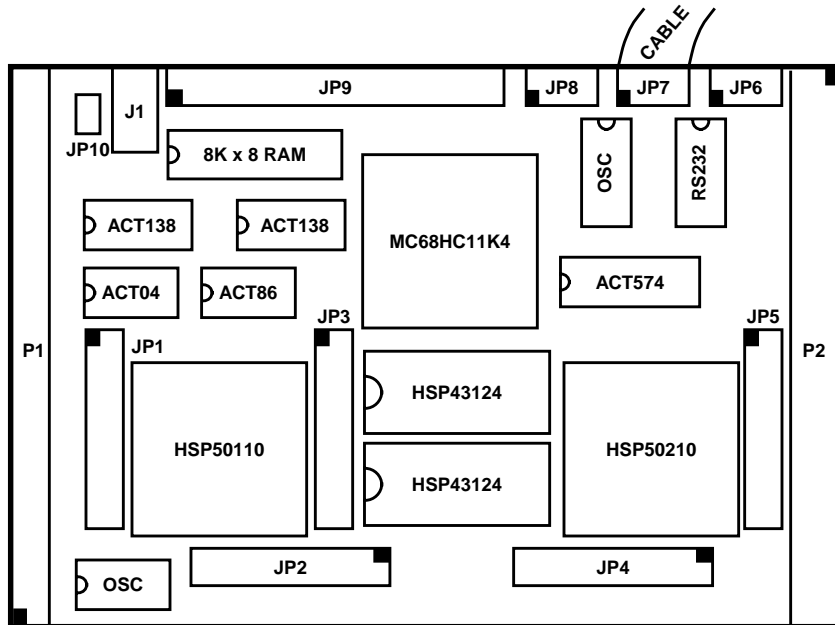 CABLE
JP9
JP8
JP7
JP6
J1
JP10
8K x 8 RAM
OSC
RS232
ACT138
ACT138
MC68HC11K4
ACT04
ACT86
ACT574
JP3
JP5
P1
JP1
P2
HSP43124
HSP50110
HSP50210
HSP43124
JP2
JP4
OSC